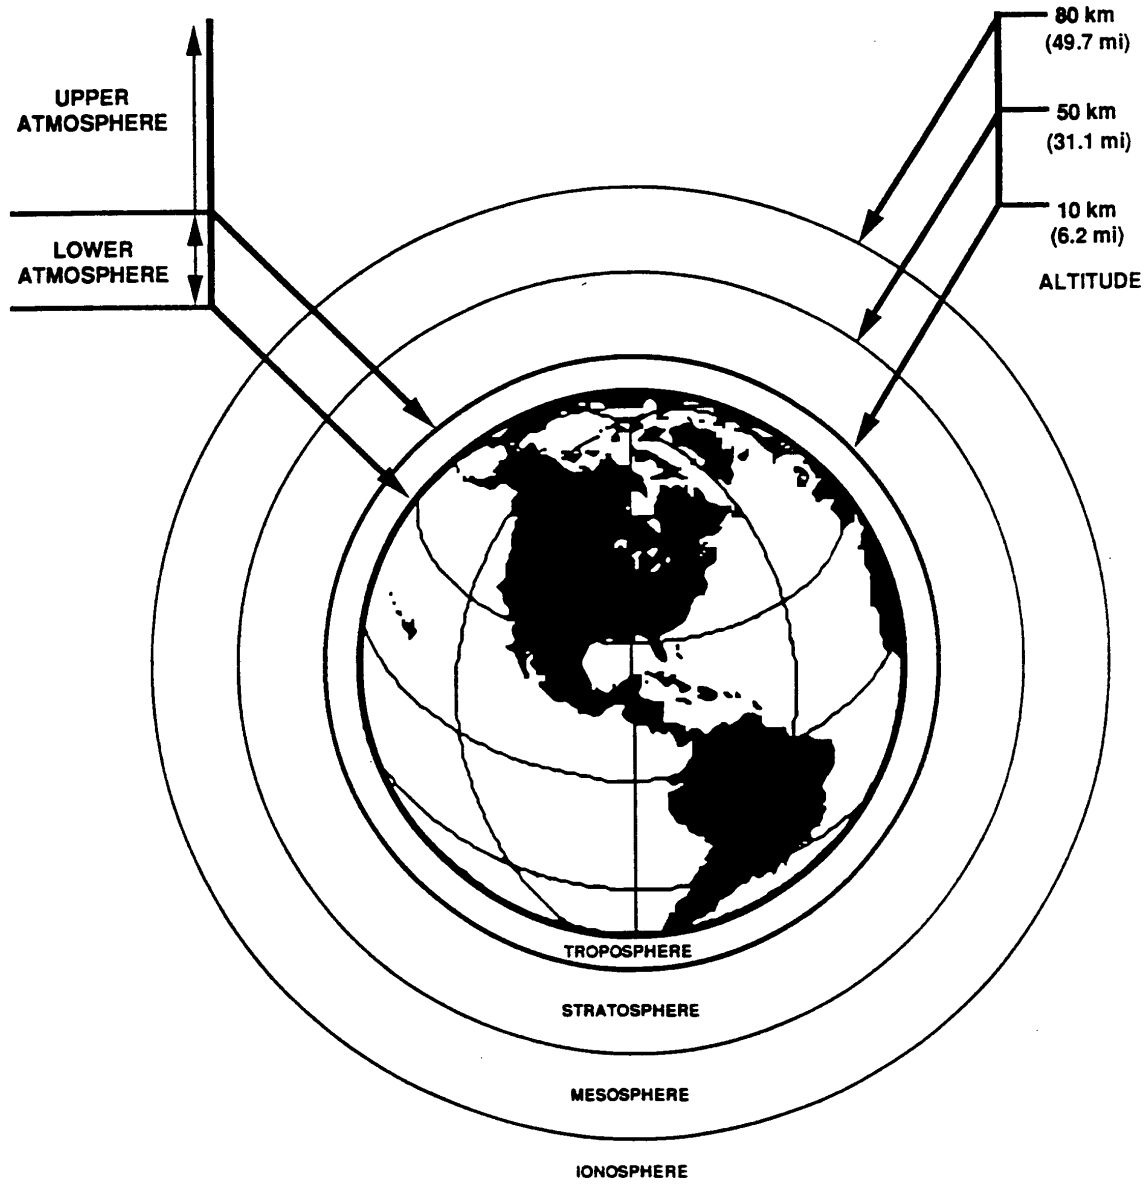 80 km
(49.7 mi)
UPPER
ATMOSPHERE
50 km
(31.1 mi)
10 km
(6.2 mi)
LOWER
ATMOSPHERE
ALTITUDE
TROPOSPHERE
STRATOSPHERE
MESOSPHERE
IONOSPHERE